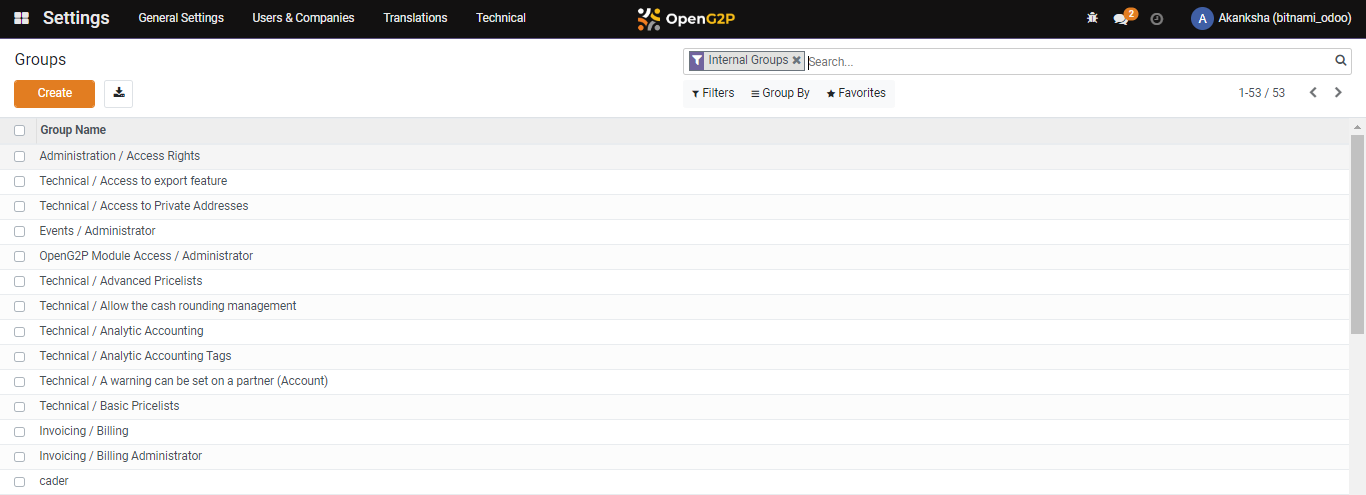 Settings General Settings Users & Companies Translations Technical OpenG2P 2 A Akanksha (bitnami_odoo)
Groups Internal Groups Search...
Create Filters Group By Favorites 1-53 / 53
Group Name
Administration / Access Rights
Technical / Access to export feature
Technical / Access to Private Addresses
Events / Administrator
OpenG2P Module Access / Administrator
Technical / Advanced Pricelists
Technical / Allow the cash rounding management
Technical / Analytic Accounting
Technical / Analytic Accounting Tags
Technical / A warning can be set on a partner (Account)
Technical / Basic Pricelists
Invoicing / Billing
Invoicing / Billing Administrator
cader